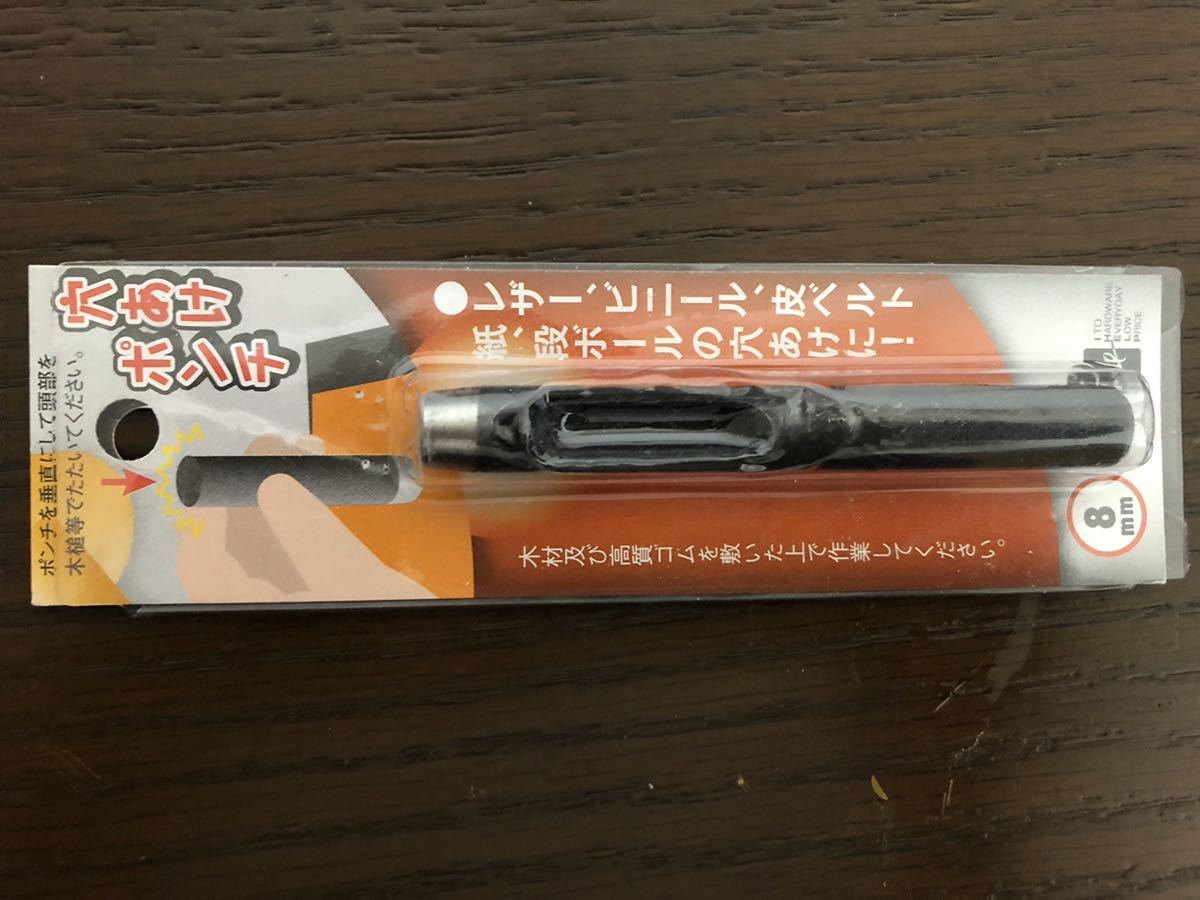 穴あけ
ポンチ
ポンチを垂直にして頭部を
木槌等でたたいてください。
●レザー、ビニール、皮ベルト
紙、段ボールの穴あけに!
木材及び高質ゴムを敷いた上で作業してください。
ITO
HARDWARE
EVERYDAY
LOW
PRICE
8
mm